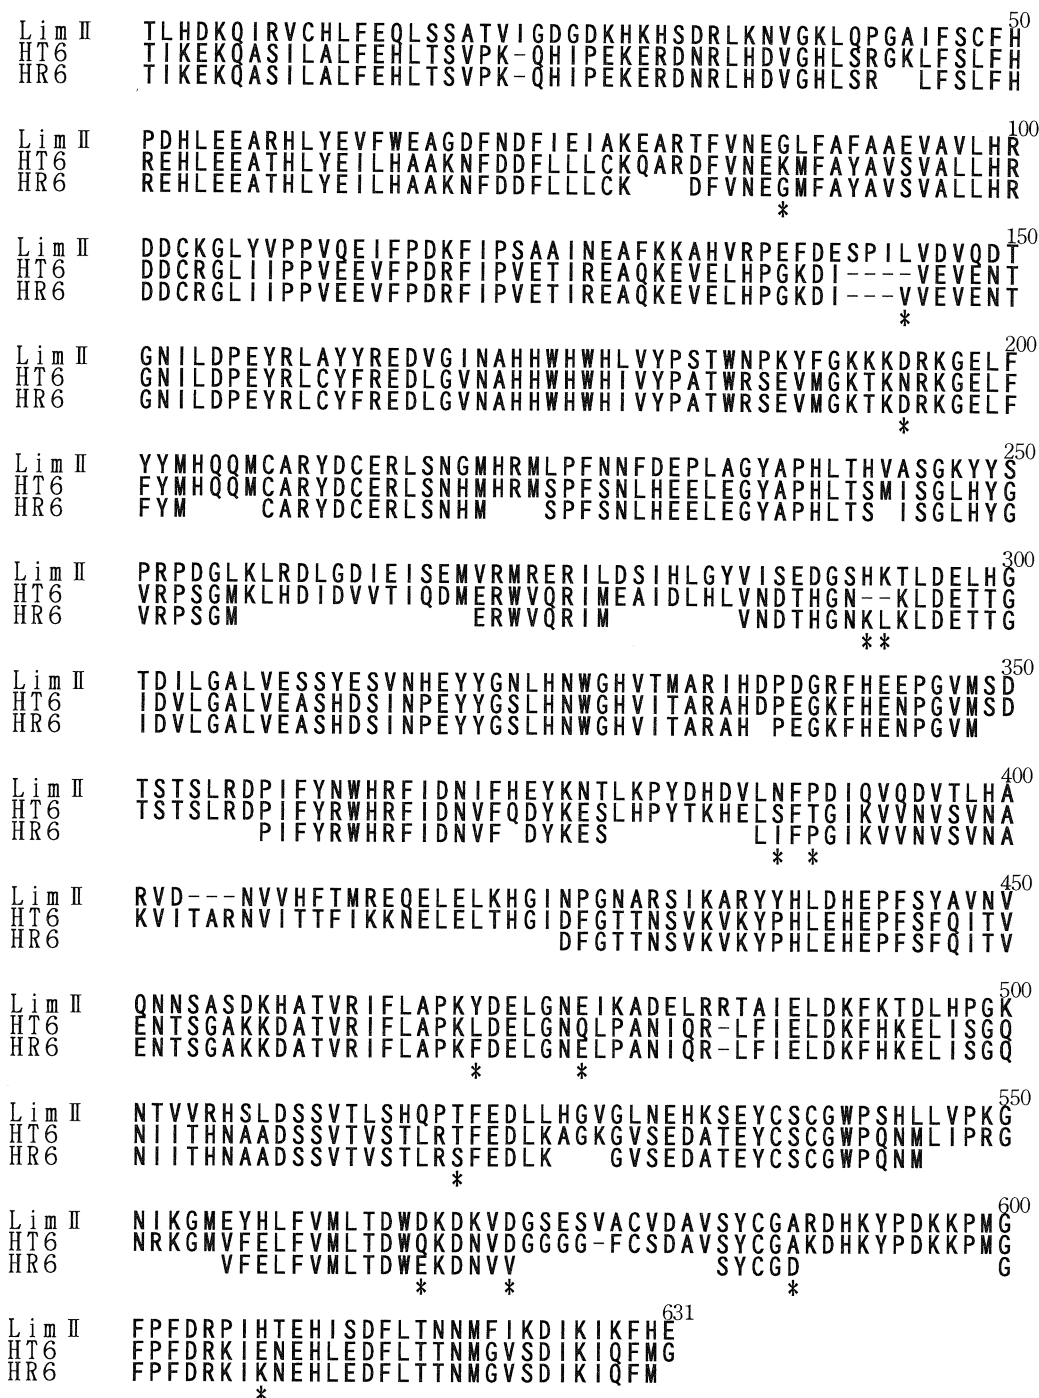 50
Lim Ⅱ TLHDKQIRVCHLFEQLSSATVIGDGDKHKHSDRLKNVGKLQPGAIFSCFH
HT6 TIKEKQASILALFEHLTSVPK-QHIPEKERDNRLHDVGHLSRGKLFSLFH
HR6 TIKEKQASILALFEHLTSVPK-QHIPEKERDNRLHDVGHLSR  LFSLFH
100
Lim Ⅱ PDHLEEARHLYEVFWEAGDFNDFIEIAKEARTFVNEGLFAFAAEVAVLHR
HT6 REHLEEATHLYEILHAAKNFDDFLLLCKQARDFVNEKMFAYAVSVALLHR
HR6 REHLEEATHLYEILHAAKNFDDFLLLCK   DFVNEGMFAYAVSVALLHR
*
150
Lim Ⅱ DDCKGLYVPPVQEIFPDKFIPSAAINEAFKKAHVRPEFDESPILVDVQDT
HT6 DDCRGLIIPPVEEVFPDRFIPVETIREAQKEVELHPGKDI----VEVENT
HR6 DDCRGLIIPPVEEVFPDRFIPVETIREAQKEVELHPGKDI---VVEVENT
*
200
Lim Ⅱ GNILDPEYRLAYYREDVGINAHHWHWHLVYPSTWNPKYFGKKKDRKGELF
HT6 GNILDPEYRLCYFREDLGVNAHHWHWHIVYPATWRSEVMGKTKNRKGELF
HR6 GNILDPEYRLCYFREDLGVNAHHWHWHIVYPATWRSEVMGKTKDRKGELF
*
250
Lim Ⅱ YYMHQQMCARYDCERLSNGMHRMLPFNNFDEPLAGYAPHLTHVASGKYYS
HT6 FYMHQQMCARYDCERLSNHMHRMSPFSNLHEELEGYAPHLTSMISGLHYG
HR6 FYM    CARYDCERLSNHM   SPFSNLHEELEGYAPHLTS ISGLHYG
300
Lim Ⅱ PRPDGLKLRDLGDIEISEMVRMRERILDSIHLGYVISEDGSHKTLDELHG
HT6 VRPSGMKLHDIDVVTIQDMERWVQRIMEAIDLHLVNDTHGN--KLDETTG
HR6 VRPSGM             ERWVQRIM       VNDTHGNKLKLDETTG
**
350
Lim Ⅱ TDILGALVESSYESVNHEYYGNLHNWGHVTMARIHDPDGRFHEEPGVMSD
HT6 IDVLGALVEASHDSINPEYYGSLHNWGHVITARAHDPEGKFHENPGVMSD
HR6 IDVLGALVEASHDSINPEYYGSLHNWGHVITARAH PEGKFHENPGVM
400
Lim Ⅱ TSTSLRDPIFYNWHRFIDNIFHEYKNTLKPYDHDVLNFPDIQVQDVTLHA
HT6 TSTSLRDPIFYRWHRFIDNVFQDYKESLHPYTKHELSFTGIKVVNVSVNA
HR6        PIFYRWHRFIDNVF DYKES        LIFPGIKVVNVSVNA
* *
450
Lim Ⅱ RVD---NVVHFTMREQELELKHGINPGNARSIKARYYHLDHEPFSYAVNV
HT6 KVITARNVITTFIKKNELELTHGIDFGTTNSVKVKYPHLEHEPFSFQITV
HR6                         DFGTTNSVKVKYPHLEHEPFSFQITV
500
Lim Ⅱ QNNSASDKHATVRIFLAPKYDELGNEIKADELRRTAIELDKFKTDLHPGK
HT6 ENTSGAKKDATVRIFLAPKLDELGNQLPANIQR-LFIELDKFHKELISGQ
HR6 ENTSGAKKDATVRIFLAPKFDELGNELPANIQR-LFIELDKFHKELISGQ
* *
550
Lim Ⅱ NTVVRHSLDSSVTLSHQPTFEDLLHGVGLNEHKSEYCSCGWPSHLLVPKG
HT6 NIITHNAADSSVTVSTLRTFEDLKAGKGVSEDATEYCSCGWPQNMLIPRG
HR6 NIITHNAADSSVTVSTLRSFEDLK   GVSEDATEYCSCGWPQNM
*
600
Lim Ⅱ NIKGMEYHLFVMLTDWDKDKVDGSESVACVDAVSYCGARDHKYPDKKPMG
HT6 NRKGMVFELFVMLTDWQKDNVDGGGG-FCSDAVSYCGAKDHKYPDKKPMG
HR6      VFELFVMLTDWEKDNVV            SYCGD           G
* * *
631
Lim Ⅱ FPFDRPIHTEHISDFLTNNMFIKDIKIKFHE
HT6 FPFDRKIENEHLEDFLTTNMGVSDIKIQFMG
HR6 FPFDRKIKNEHLEDFLTTNMGVSDIKIQFM
*